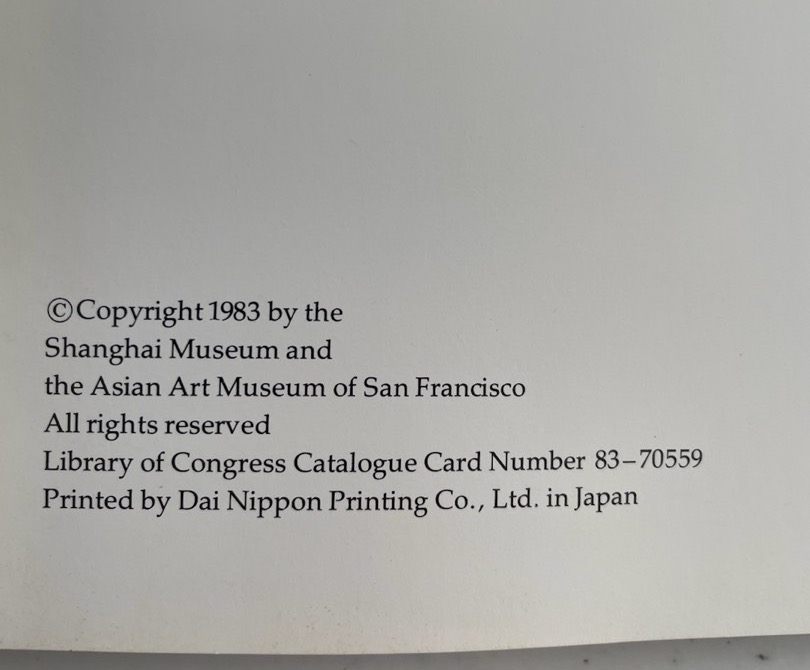 ©Copyright 1983 by the
Shanghai Museum and
the Asian Art Museum of San Francisco
All rights reserved
Library of Congress Catalogue Card Number 83–70559
Printed by Dai Nippon Printing Co., Ltd. in Japan